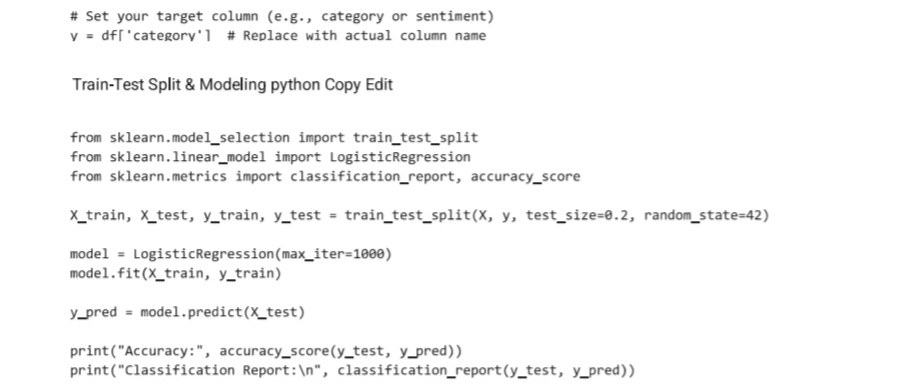 # Set your target column (e.g., category or sentiment)
y = df['category']  # Replace with actual column name
Train-Test Split & Modeling python Copy Edit
from sklearn.model_selection import train_test_split
from sklearn.linear_model import LogisticRegression
from sklearn.metrics import classification_report, accuracy_score
X_train, X_test, y_train, y_test = train_test_split(X, y, test_size=0.2, random_state=42)
model = LogisticRegression(max_iter=1000)
model.fit(X_train, y_train)
y_pred = model.predict(X_test)
print("Accuracy:", accuracy_score(y_test, y_pred))
print("Classification Report:\n", classification_report(y_test, y_pred))